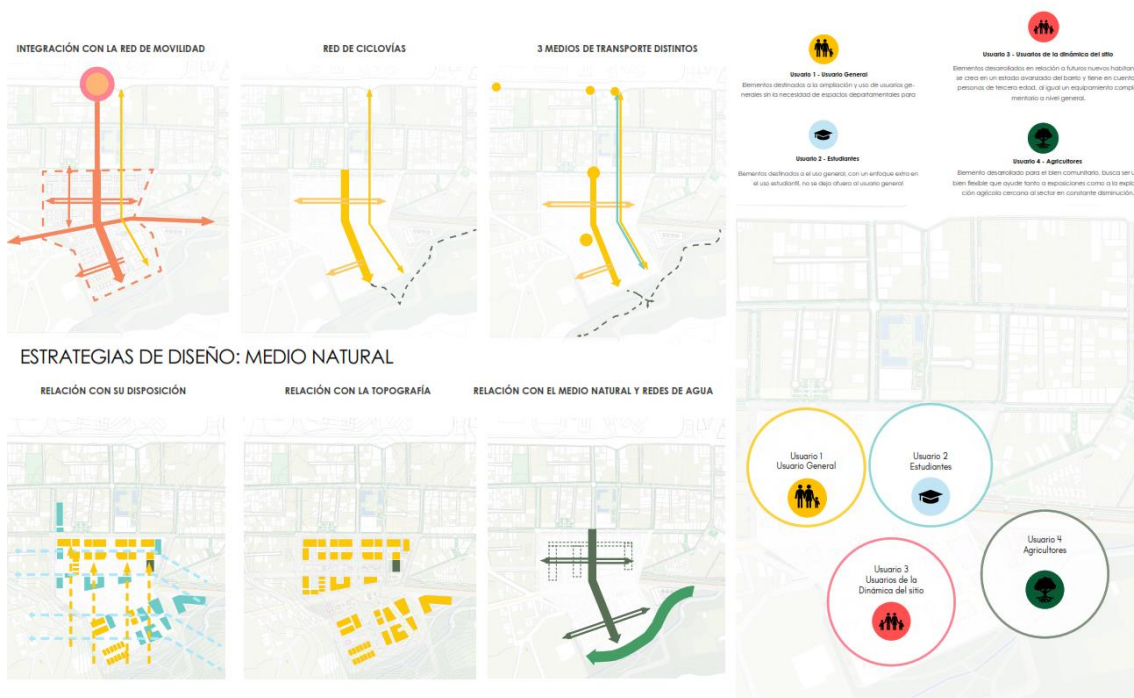 INTEGRACIÓN CON LA RED DE MOVILIDAD
RED DE CICLOVÍAS
3 MEDIOS DE TRANSPORTE DISTINTOS
ESTRATEGIAS DE DISEÑO: MEDIO NATURAL
RELACIÓN CON SU DISPOSICIÓN
RELACIÓN CON LA TOPOGRAFÍA
RELACIÓN CON EL MEDIO NATURAL Y REDES DE AGUA
Usuario 1 - Usuario General
Elementos destinados a la ampliación y uso de usuarios ge-
nerales sin la necesidad de espacios departamentales para
Usuario 2 - Estudiantes
Elementos destinados a el uso general, con un enfoque extra en
el uso estudiantil, no se deja afuera al usuario general
Usuario 3 - Usuarios de la dinámica del sitio
Elementos desarrollados en relación a futuros nuevos habitan
se crea en un estado avanzado del barrio y tiene en cuenta
personas de tercera edad, al igual un equipamiento comple
mentario a nivel general.
Usuario 4 - Agricultores
Elemento desarrollado para el bien comunitario, busca ser u
bien flexible que ayude tanto a exposiciones como a la explo
ción agrícola cercana al sector en constante disminución.
Usuario 1
Usuario General
Usuario 2
Estudiantes
Usuario 3
Usuarios de la
Dinámica del sitio
Usuario 4
Agricultores